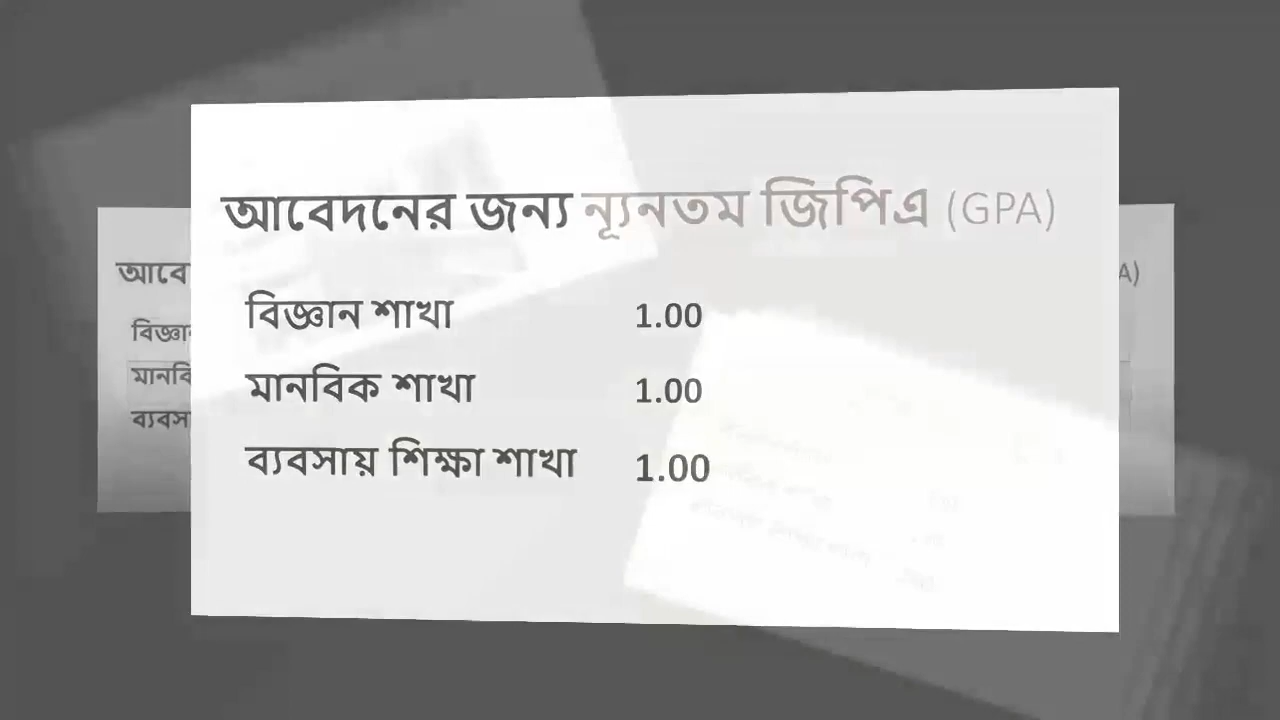 আবেদনের জন্য ন্যূনতম জিপিএ (GPA)
বিজ্ঞান শাখা 1.00
মানবিক শাখা 1.00
ব্যবসায় শিক্ষা শাখা 1.00